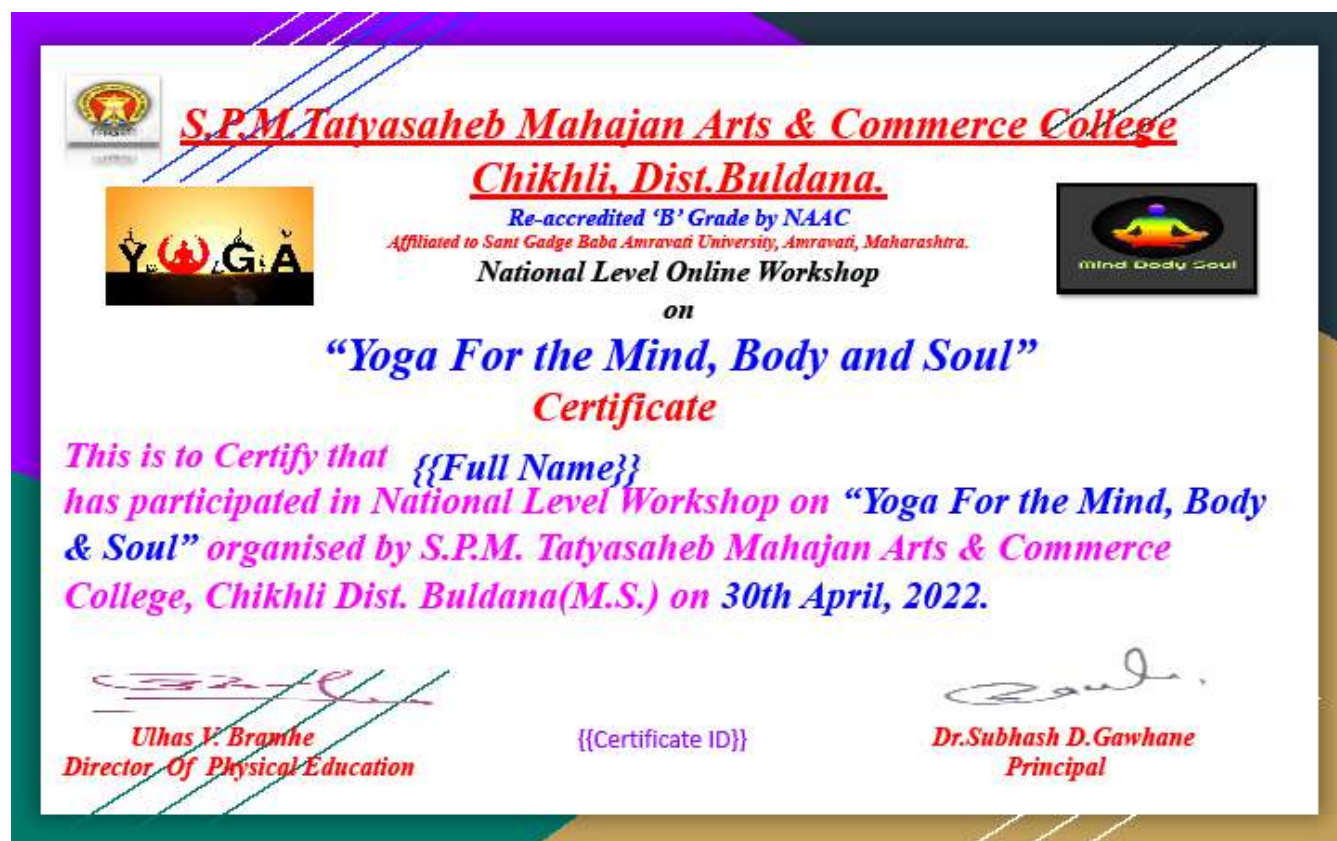 S.P.M.Tatyasaheb Mahajan Arts & Commerce College
Chikhli, Dist.Buldana.
Re-accredited ‘B’ Grade by NAAC
Affiliated to Sant Gadge Baba Amravati University, Amravati, Maharashtra.
YOGA
Mind Body Soul
National Level Online Workshop
on
“Yoga For the Mind, Body and Soul”
Certificate
This is to Certify that {{Full Name}}
has participated in National Level Workshop on “Yoga For the Mind, Body
& Soul” organised by S.P.M. Tatyasaheb Mahajan Arts & Commerce
College, Chikhli Dist. Buldana(M.S.) on 30th April, 2022.
Ulhas V. Bramhe
Director Of Physical Education
{{Certificate ID}}
Dr.Subhash D.Gawhane
Principal